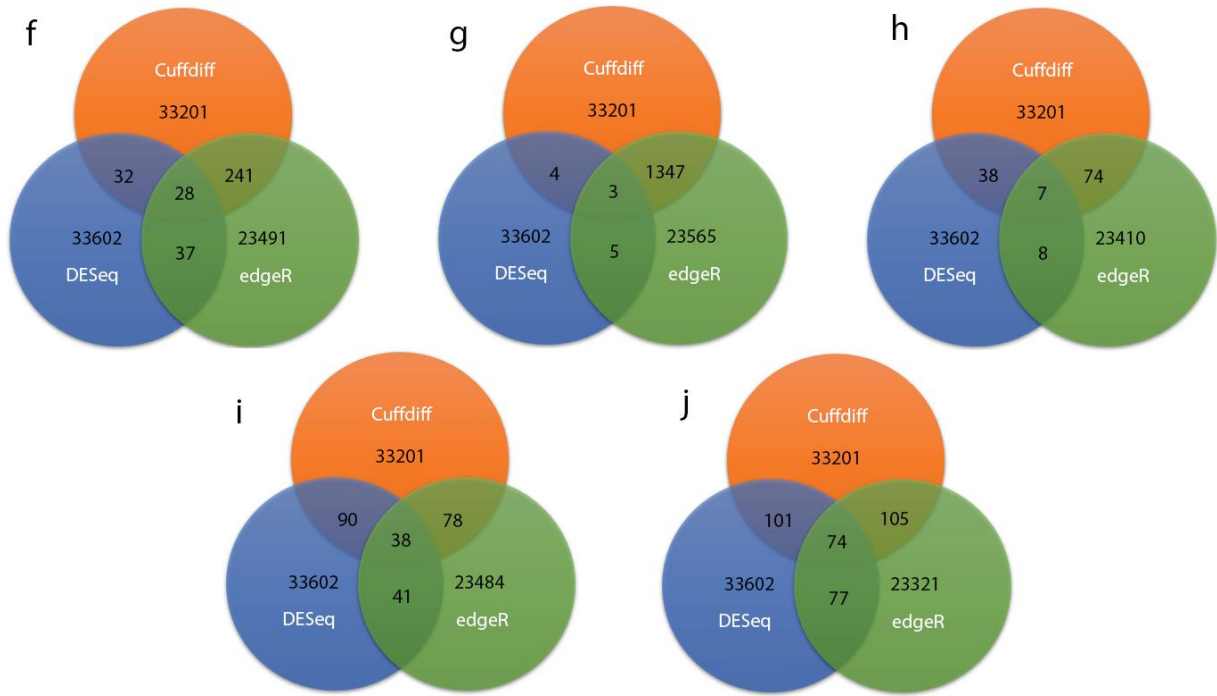 f
Cuffdiff
33201
32
28
241
33602
37
23491
DESeq
edgeR
g
Cuffdiff
33201
4
3
1347
33602
5
23565
DESeq
edgeR
h
Cuffdiff
33201
38
7
74
33602
8
23410
DESeq
edgeR
i
Cuffdiff
33201
90
38
78
33602
41
23484
DESeq
edgeR
j
Cuffdiff
33201
101
74
105
33602
77
23321
DESeq
edgeR